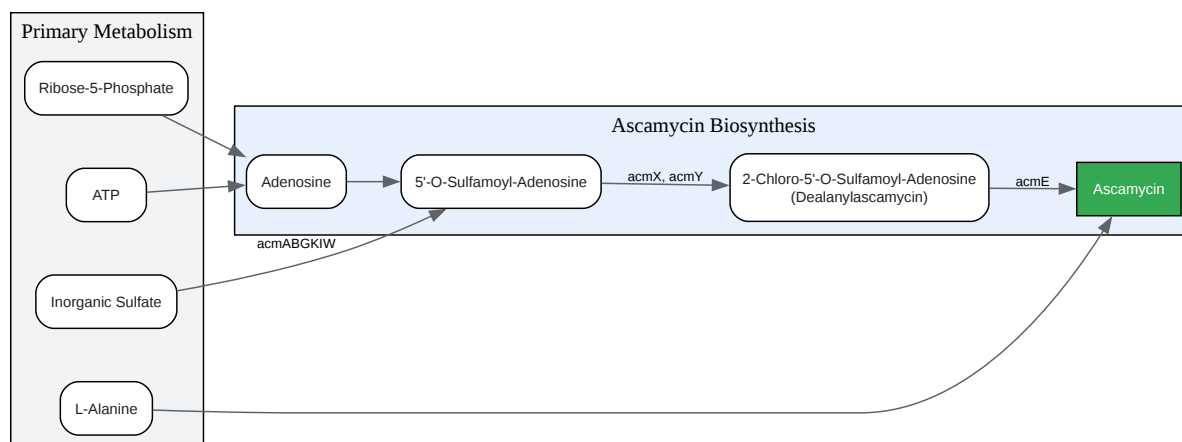 Primary Metabolism
Ribose-5-Phosphate
ATP
Inorganic Sulfate
L-Alanine
Ascamycin Biosynthesis
Adenosine
5'-O-Sulfamoyl-Adenosine
acmX, acmY
2-Chloro-5'-O-Sulfamoyl-Adenosine
(Dealanylascamycin)
acmE
Ascamycin
acmABGKIW